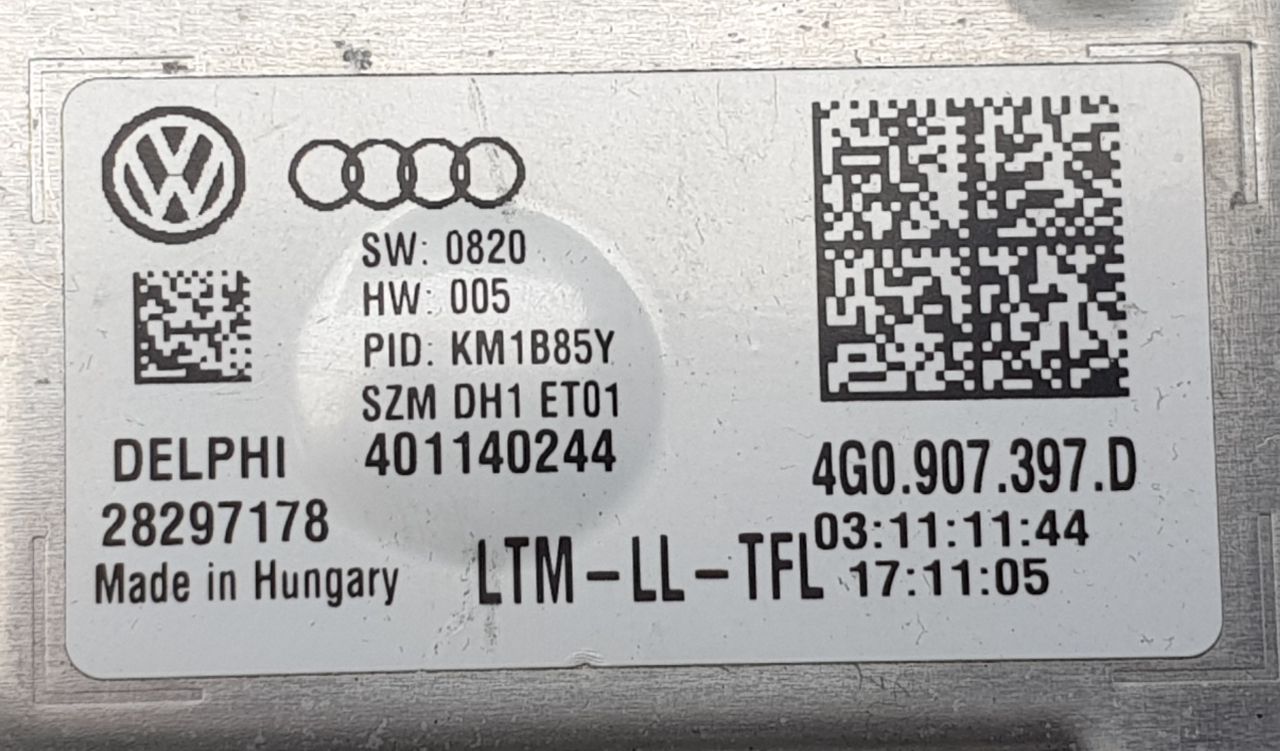 SW: 0820
HW: 005
PID: KM1B85Y
SZM DH1 ET01
401140244
DELPHI
28297178
Made in Hungary
LTM-LL-TFL
4G0.907.397.D
03:11:11:44
17:11:05